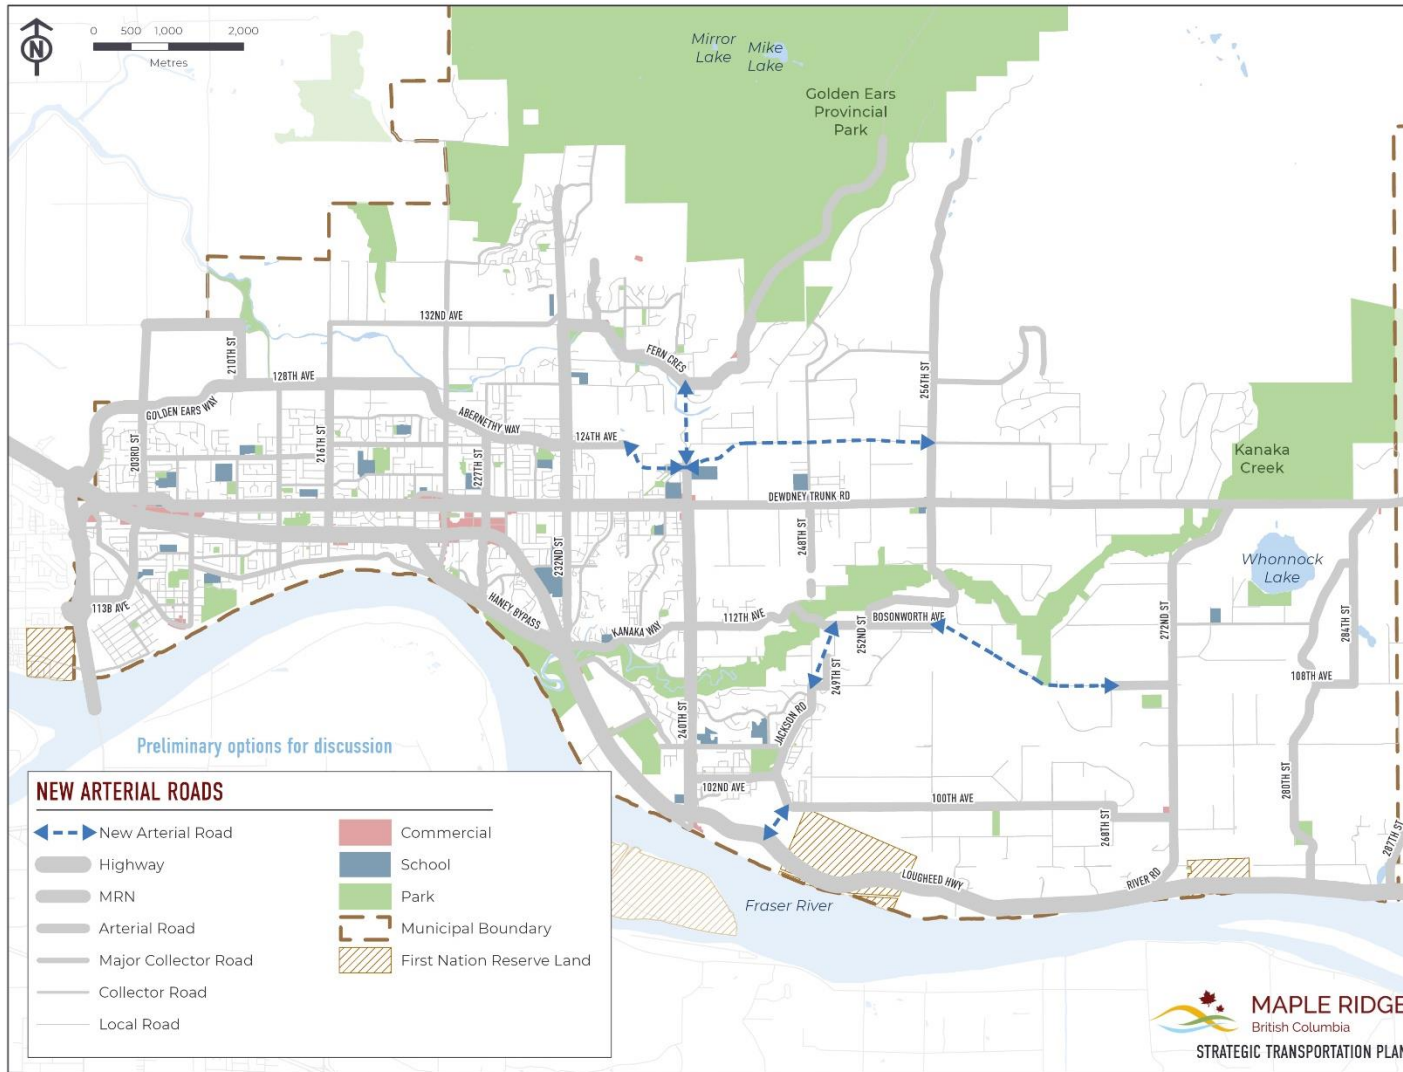 N
0 500 1,000 2,000
Metres
Mirror
Lake
Mike
Lake
Golden Ears
Provincial
Park
132ND AVE
210TH ST
FERN CRES
128TH AVE
256TH ST
GOLDEN EARS WAY
ABERNETHY WAY
203RD ST
216TH ST
124TH AVE
227TH ST
Kanaka
Creek
DEWDNEY TRUNK RD
248TH ST
232ND ST
Whonnock
Lake
113B AVE
HANEY BYPASS
112TH AVE
KANAKA WAY
BOSONWORTH AVE
252ND ST
272ND ST
284TH ST
249TH ST
108TH AVE
240TH ST
JACKSON RD
Preliminary options for discussion
102ND AVE
100TH AVE
268TH ST
280TH ST
287TH ST
LOUGHEED HWY
RIVER RD
Fraser River
NEW ARTERIAL ROADS
New Arterial Road
Highway
MRN
Arterial Road
Major Collector Road
Collector Road
Local Road
Commercial
School
Park
Municipal Boundary
First Nation Reserve Land
MAPLE RIDGE
British Columbia
STRATEGIC TRANSPORTATION PLAN